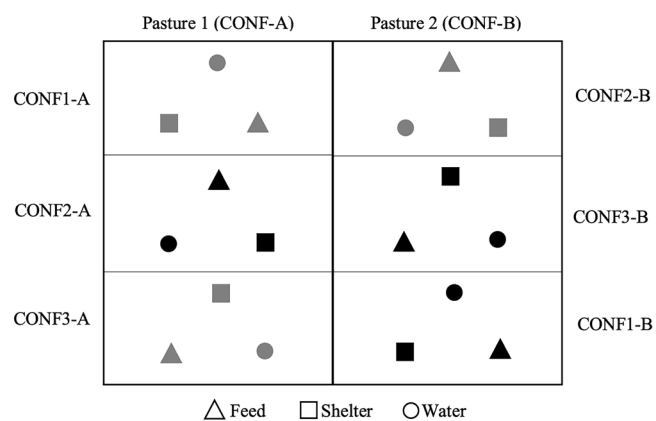 Pasture 1 (CONF-A) Pasture 2 (CONF-B)
CONF1-A
CONF2-B
CONF2-A
CONF3-B
CONF3-A
CONF1-B
Feed Shelter Water